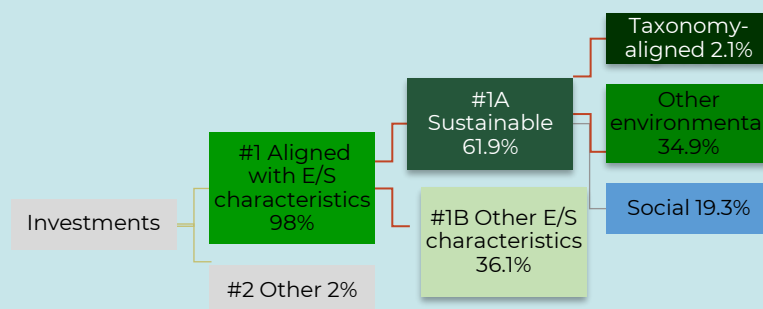 Taxonomy-
aligned 2.1%
#1A
Sustainable
61.9%
Other
environmenta
34.9%
#1 Aligned
with E/S
characteristics
98%
#1B Other E/S
characteristics
36.1%
Social 19.3%
Investments
#2 Other 2%